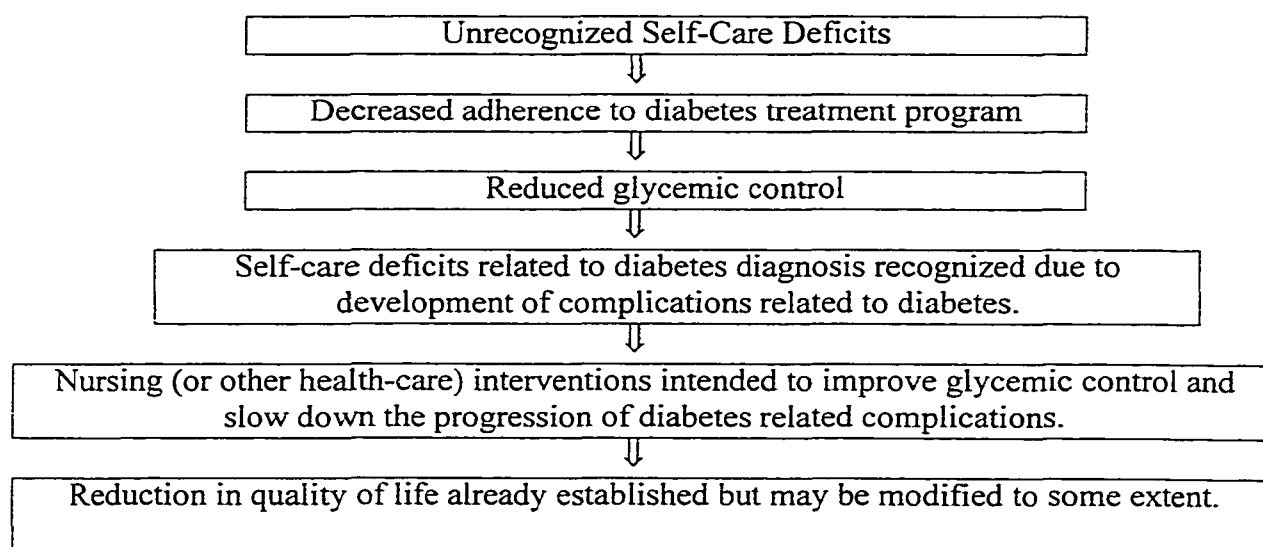 Unrecognized Self-Care Deficits
Decreased adherence to diabetes treatment program
Reduced glycemic control
Self-care deficits related to diabetes diagnosis recognized due to
development of complications related to diabetes.
Nursing (or other health-care) interventions intended to improve glycemic control and
slow down the progression of diabetes related complications.
Reduction in quality of life already established but may be modified to some extent.